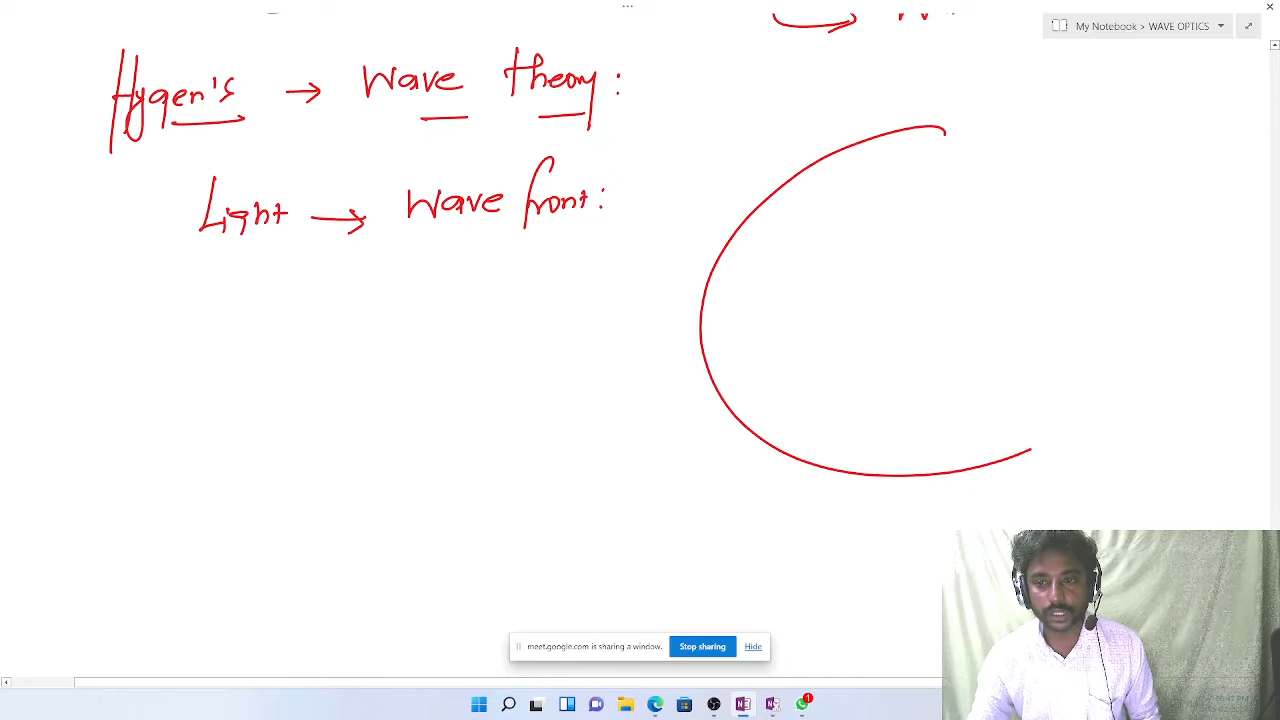 My Notebook > WAVE OPTICS
Hygen's → Wave theory:
Light → Wave front:
meet.google.com is sharing a window.
Stop sharing
Hide
1